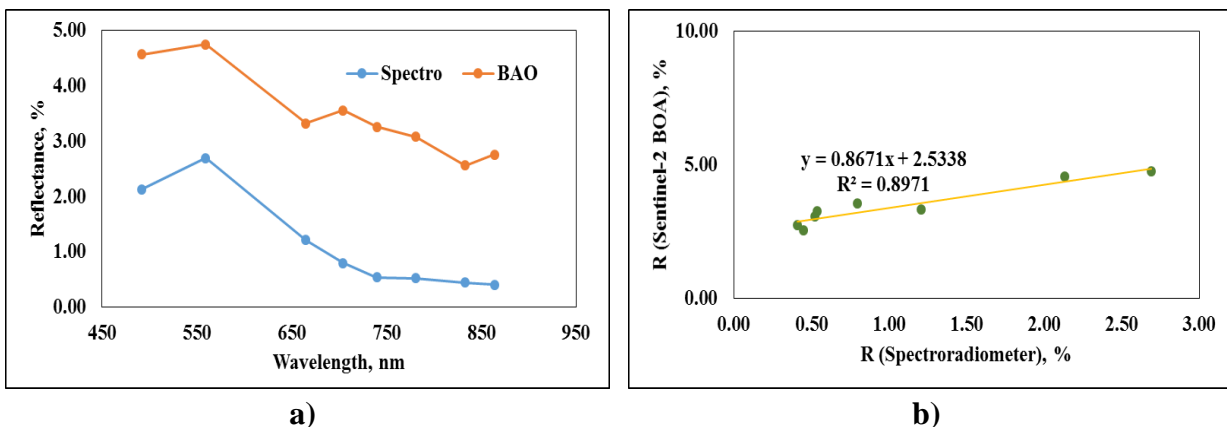 5.00
4.00
3.00
2.00
1.00
0.00
Reflectance, %
Spectro
BAO
450
550
650
750
850
950
Wavelength, nm
a)
10.00
5.00
0.00
R (Sentinel-2 BOA), %
y = 0.8671x + 2.5338
R² = 0.8971
0.00
0.50
1.00
1.50
2.00
2.50
3.00
R (Spectroradiometer), %
b)